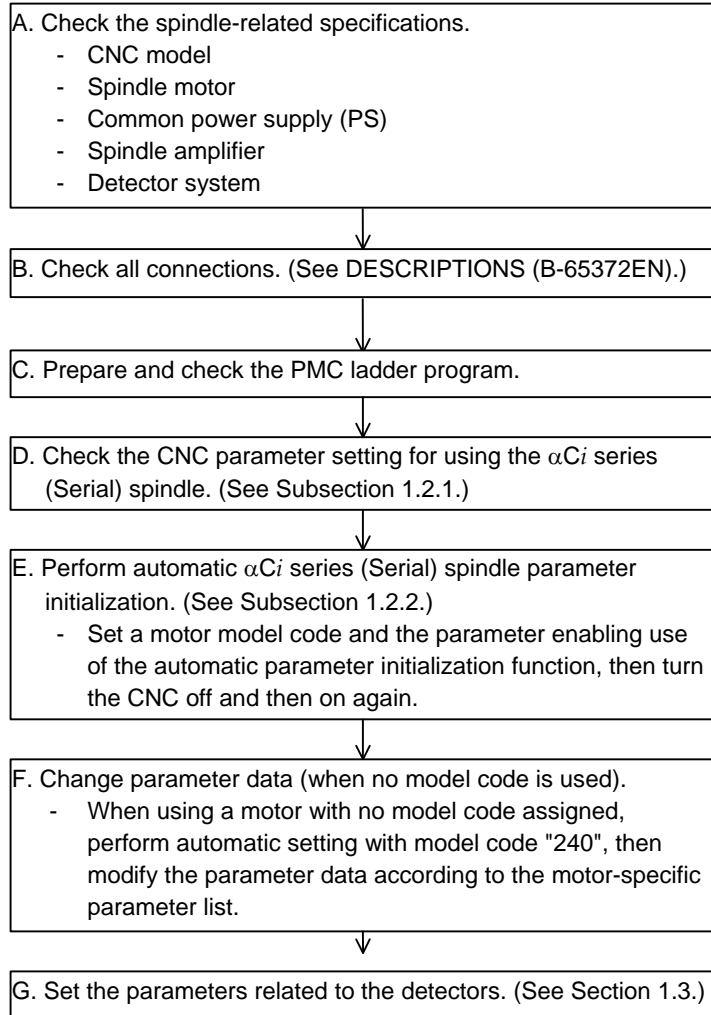 A. Check the spindle-related specifications.
- CNC model
- Spindle motor
- Common power supply (PS)
- Spindle amplifier
- Detector system
B. Check all connections. (See DESCRIPTIONS (B-65372EN).)
C. Prepare and check the PMC ladder program.
D. Check the CNC parameter setting for using the αCi series
(Serial) spindle. (See Subsection 1.2.1.)
E. Perform automatic αCi series (Serial) spindle parameter
initialization. (See Subsection 1.2.2.)
- Set a motor model code and the parameter enabling use
of the automatic parameter initialization function, then turn
the CNC off and then on again.
F. Change parameter data (when no model code is used).
- When using a motor with no model code assigned,
perform automatic setting with model code "240", then
modify the parameter data according to the motor-specific
parameter list.
G. Set the parameters related to the detectors. (See Section 1.3.)